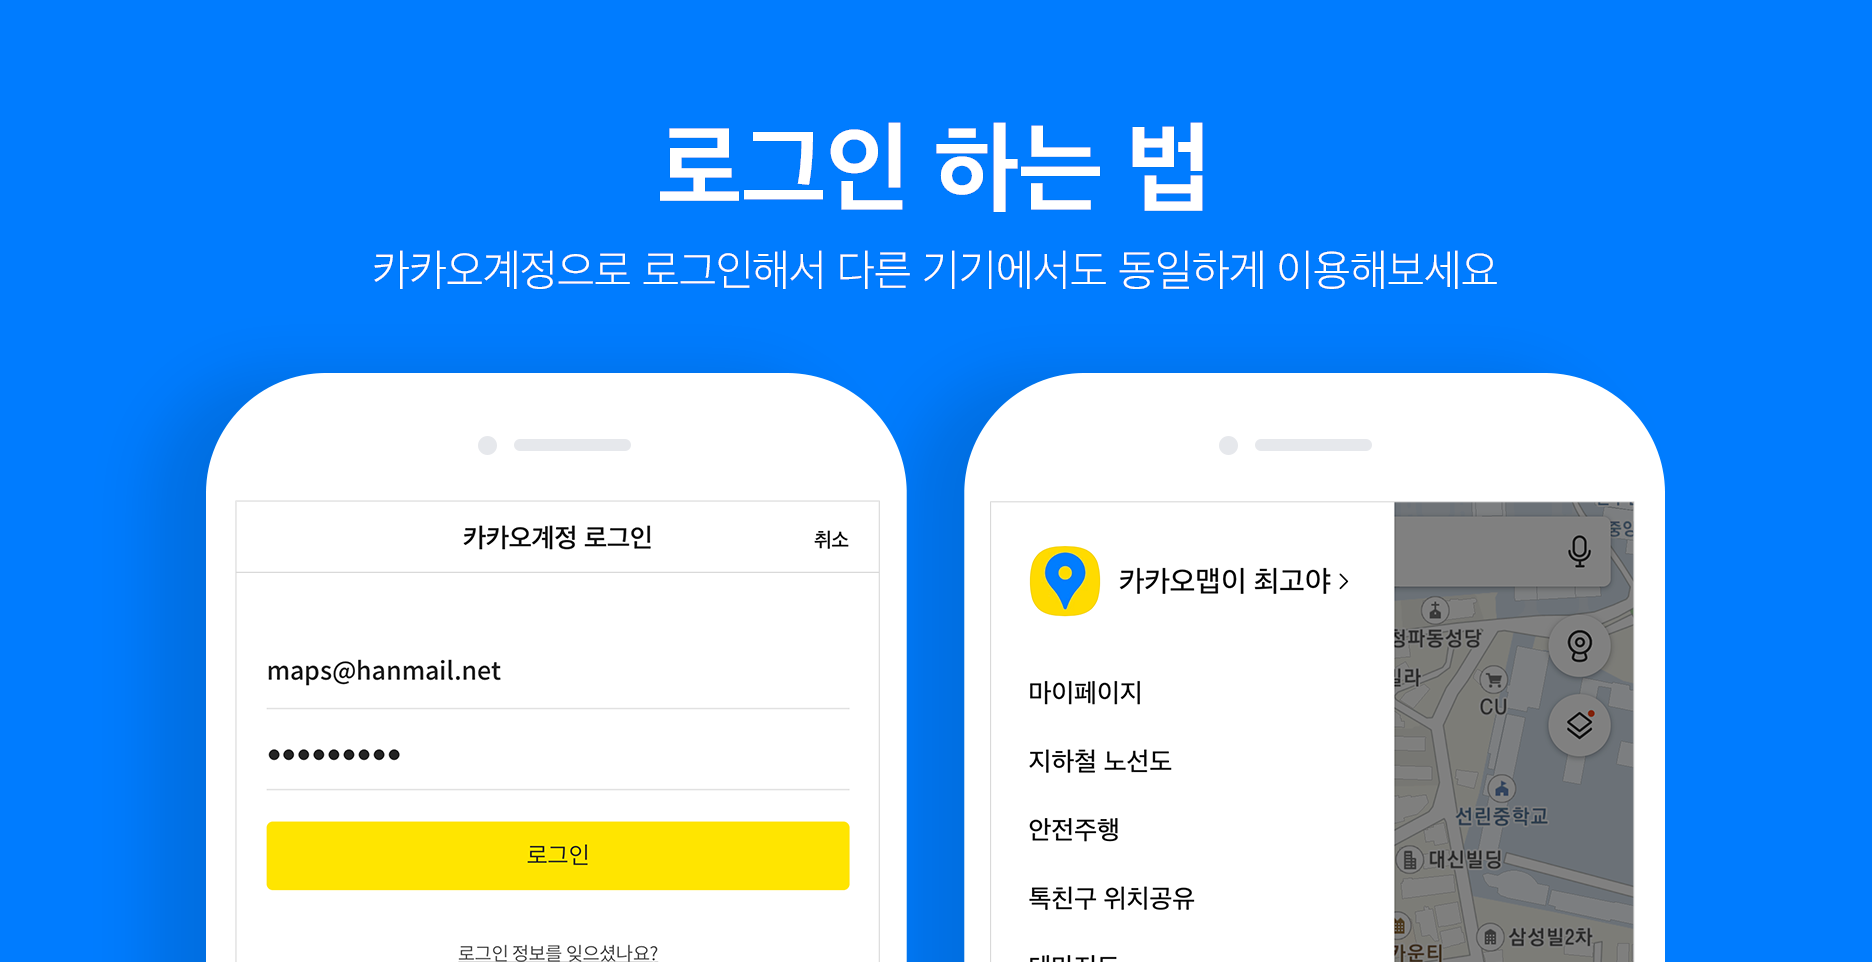 로그인 하는 법
카카오계정으로 로그인해서 다른 기기에서도 동일하게 이용해보세요
카카오계정 로그인
취소
maps@hanmail.net
•••••••••
로그인
로그인 정보를 잊으셨나요?
카카오맵이 최고야 >
마이페이지
지하철 노선도
안전주행
톡친구 위치공유
중앙
청파동성당
빌라
CU
선린중학교
대신빌딩
삼성빌2차
카운티